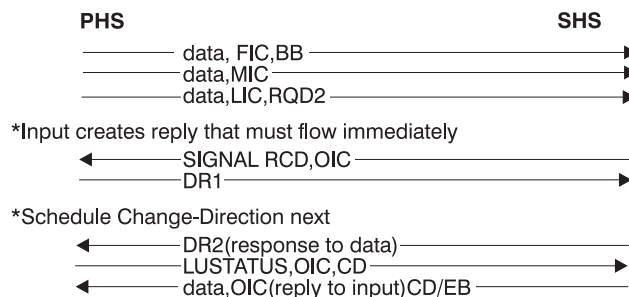 PHS SHS
data, FIC,BB
data,MIC
data,LIC,RQD2
*Input creates reply that must flow immediately
SIGNAL RCD,OIC
DR1
*Schedule Change-Direction next
DR2(response to data)
LUSTATUS,OIC,CD
data,OIC(reply to input)CD/EB